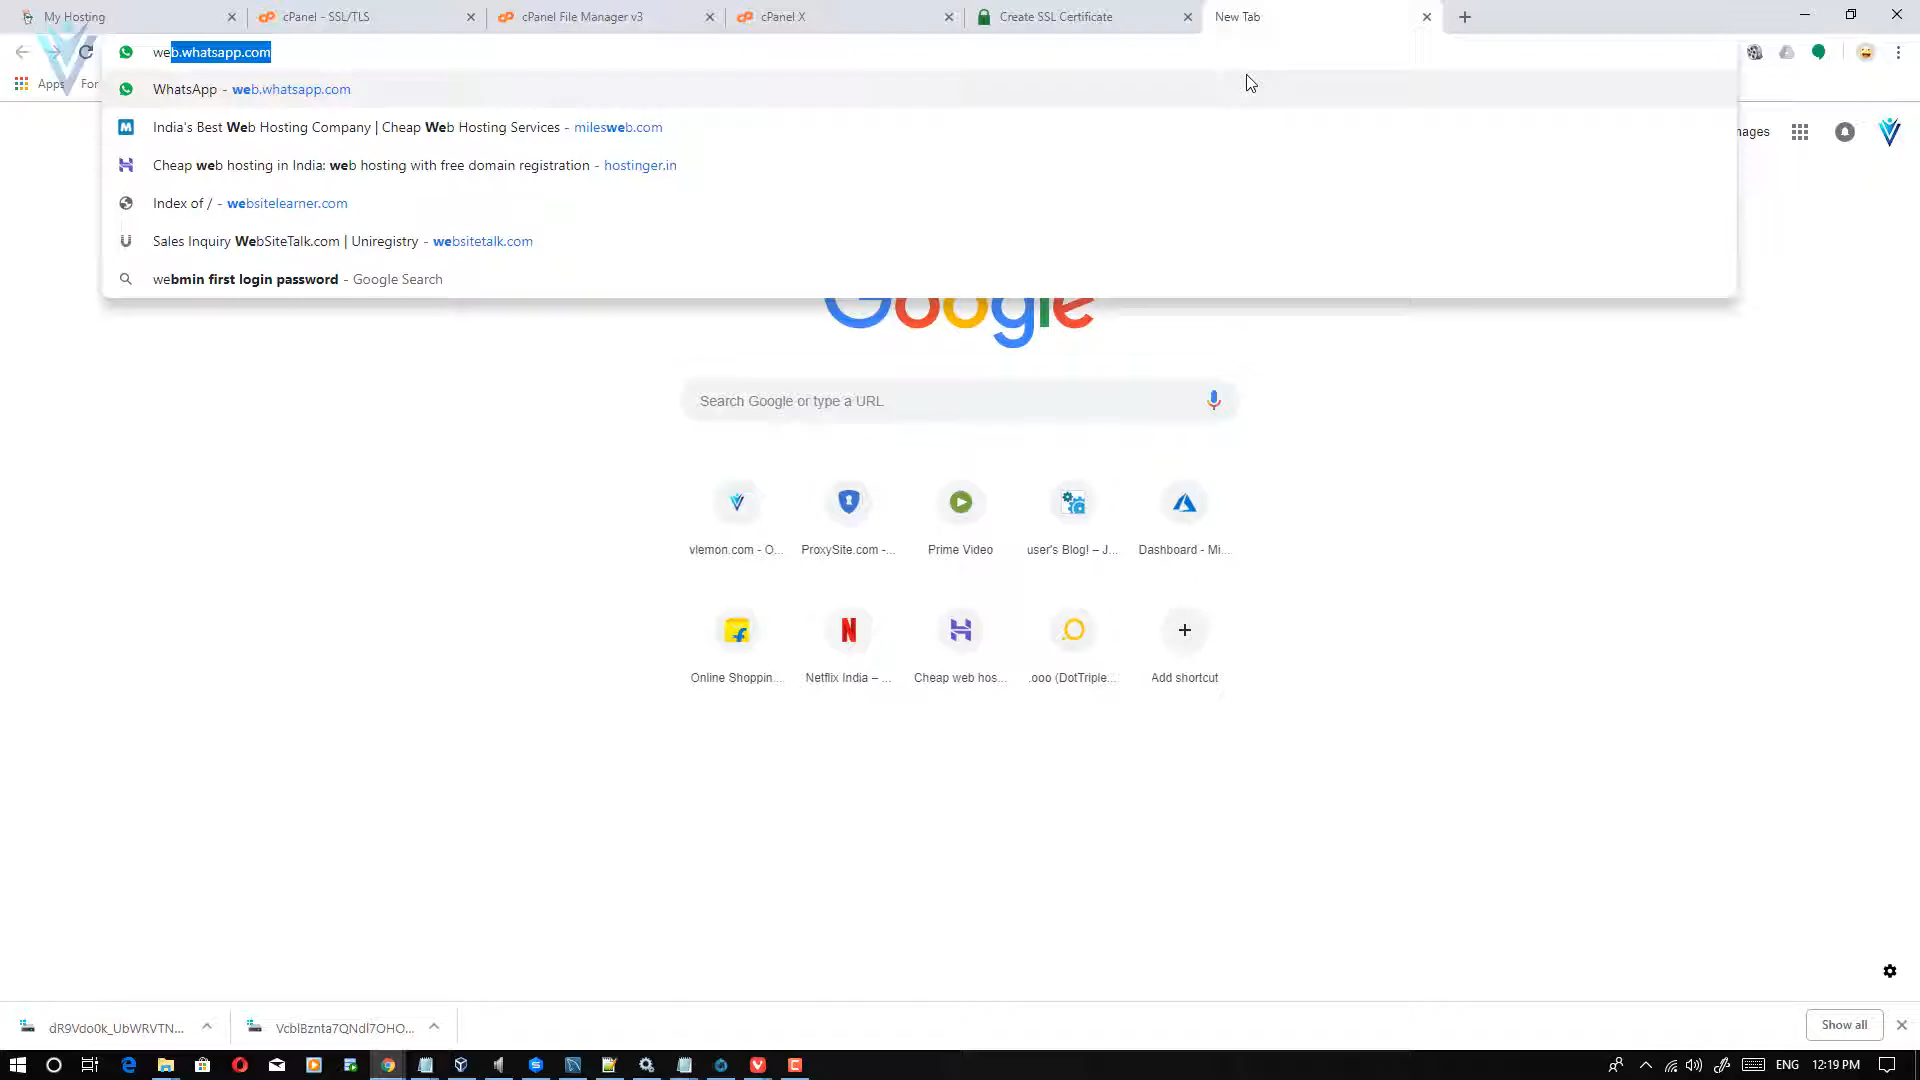 My Hosting
cPanel - SSL/TLS
cPanel File Manager v3
cPanel X
Create SSL Certificate
New Tab
web.whatsapp.com
Apps
For
WhatsApp - web.whatsapp.com
India's Best Web Hosting Company | Cheap Web Hosting Services - milesweb.com
Cheap web hosting in India: web hosting with free domain registration - hostinger.in
Index of / - websitelearner.com
Sales Inquiry WebSiteTalk.com | Uniregistry - websitetalk.com
webmin first login password - Google Search
mages
Google
Search Google or type a URL
vlemon.com - O...
ProxySite.com -...
Prime Video
user's Blog! – J...
Dashboard - Mi...
Online Shoppin...
Netflix India – ...
Cheap web hos...
.ooo (DotTriple...
Add shortcut
dR9Vdo0k_UbWRVTN...
VcblBznta7QNdl7OHO...
Show all
ENG
12:19 PM